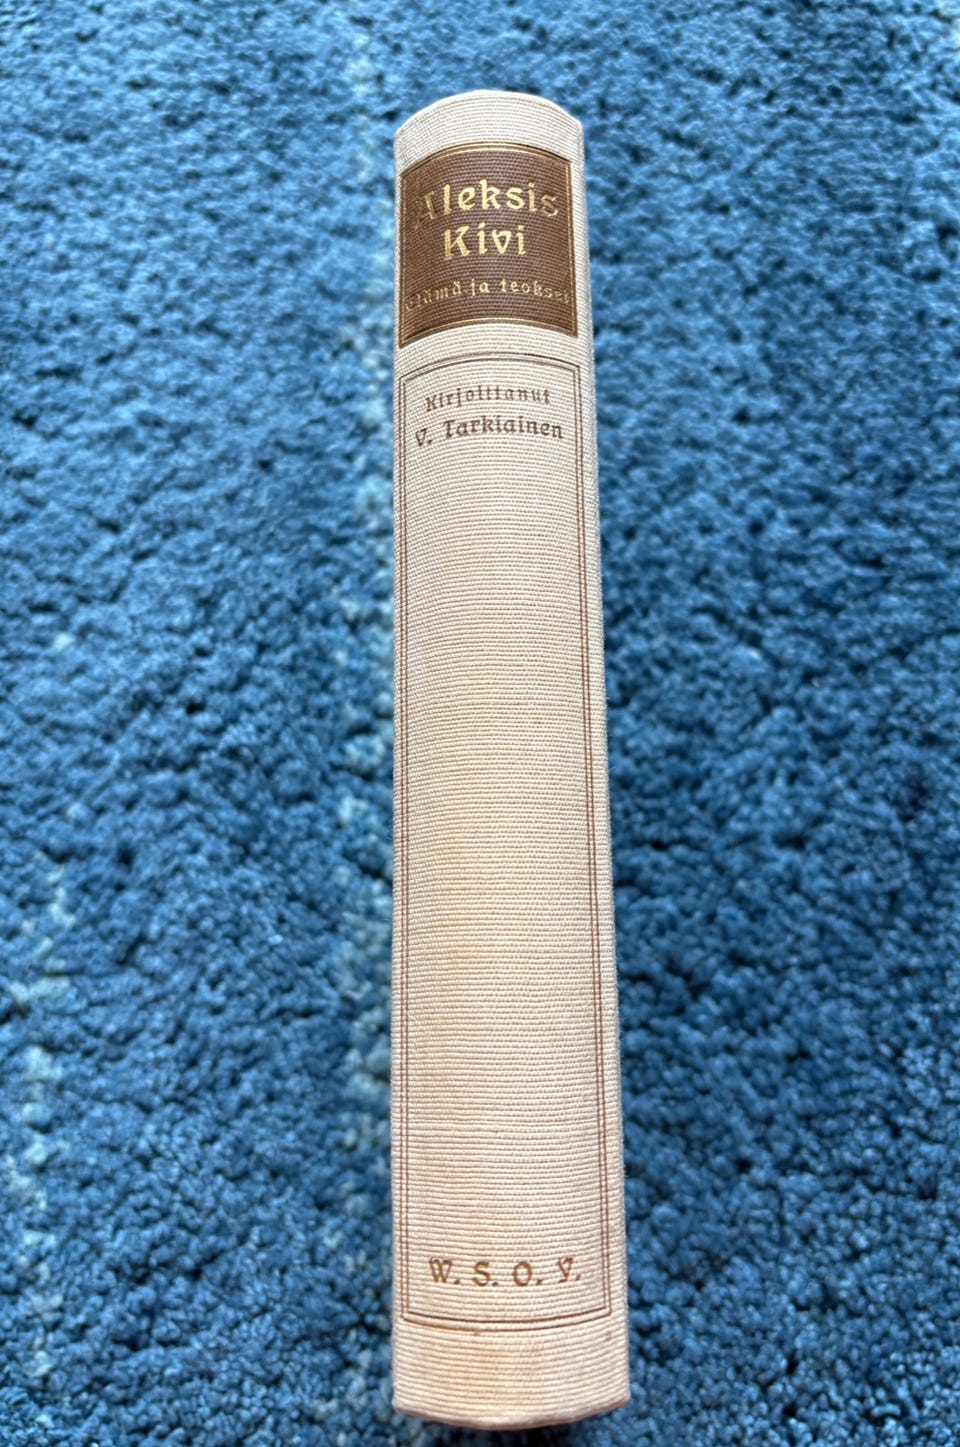 Aleksis
Kivi
Elämä ja teokset
Kirjoittanut
V. Tarkiainen
W. S. O. Y.